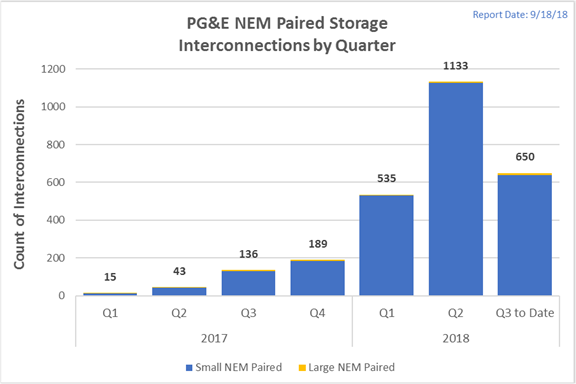 Report Date: 9/18/18
PG&E NEM Paired Storage
Interconnections by Quarter
Count of Interconnections
1200
1000
800
600
400
200
0
15
43
136
189
535
1133
650
Q1
Q2
Q3
Q4
Q1
Q2
Q3 to Date
2017
2018
Small NEM Paired
Large NEM Paired